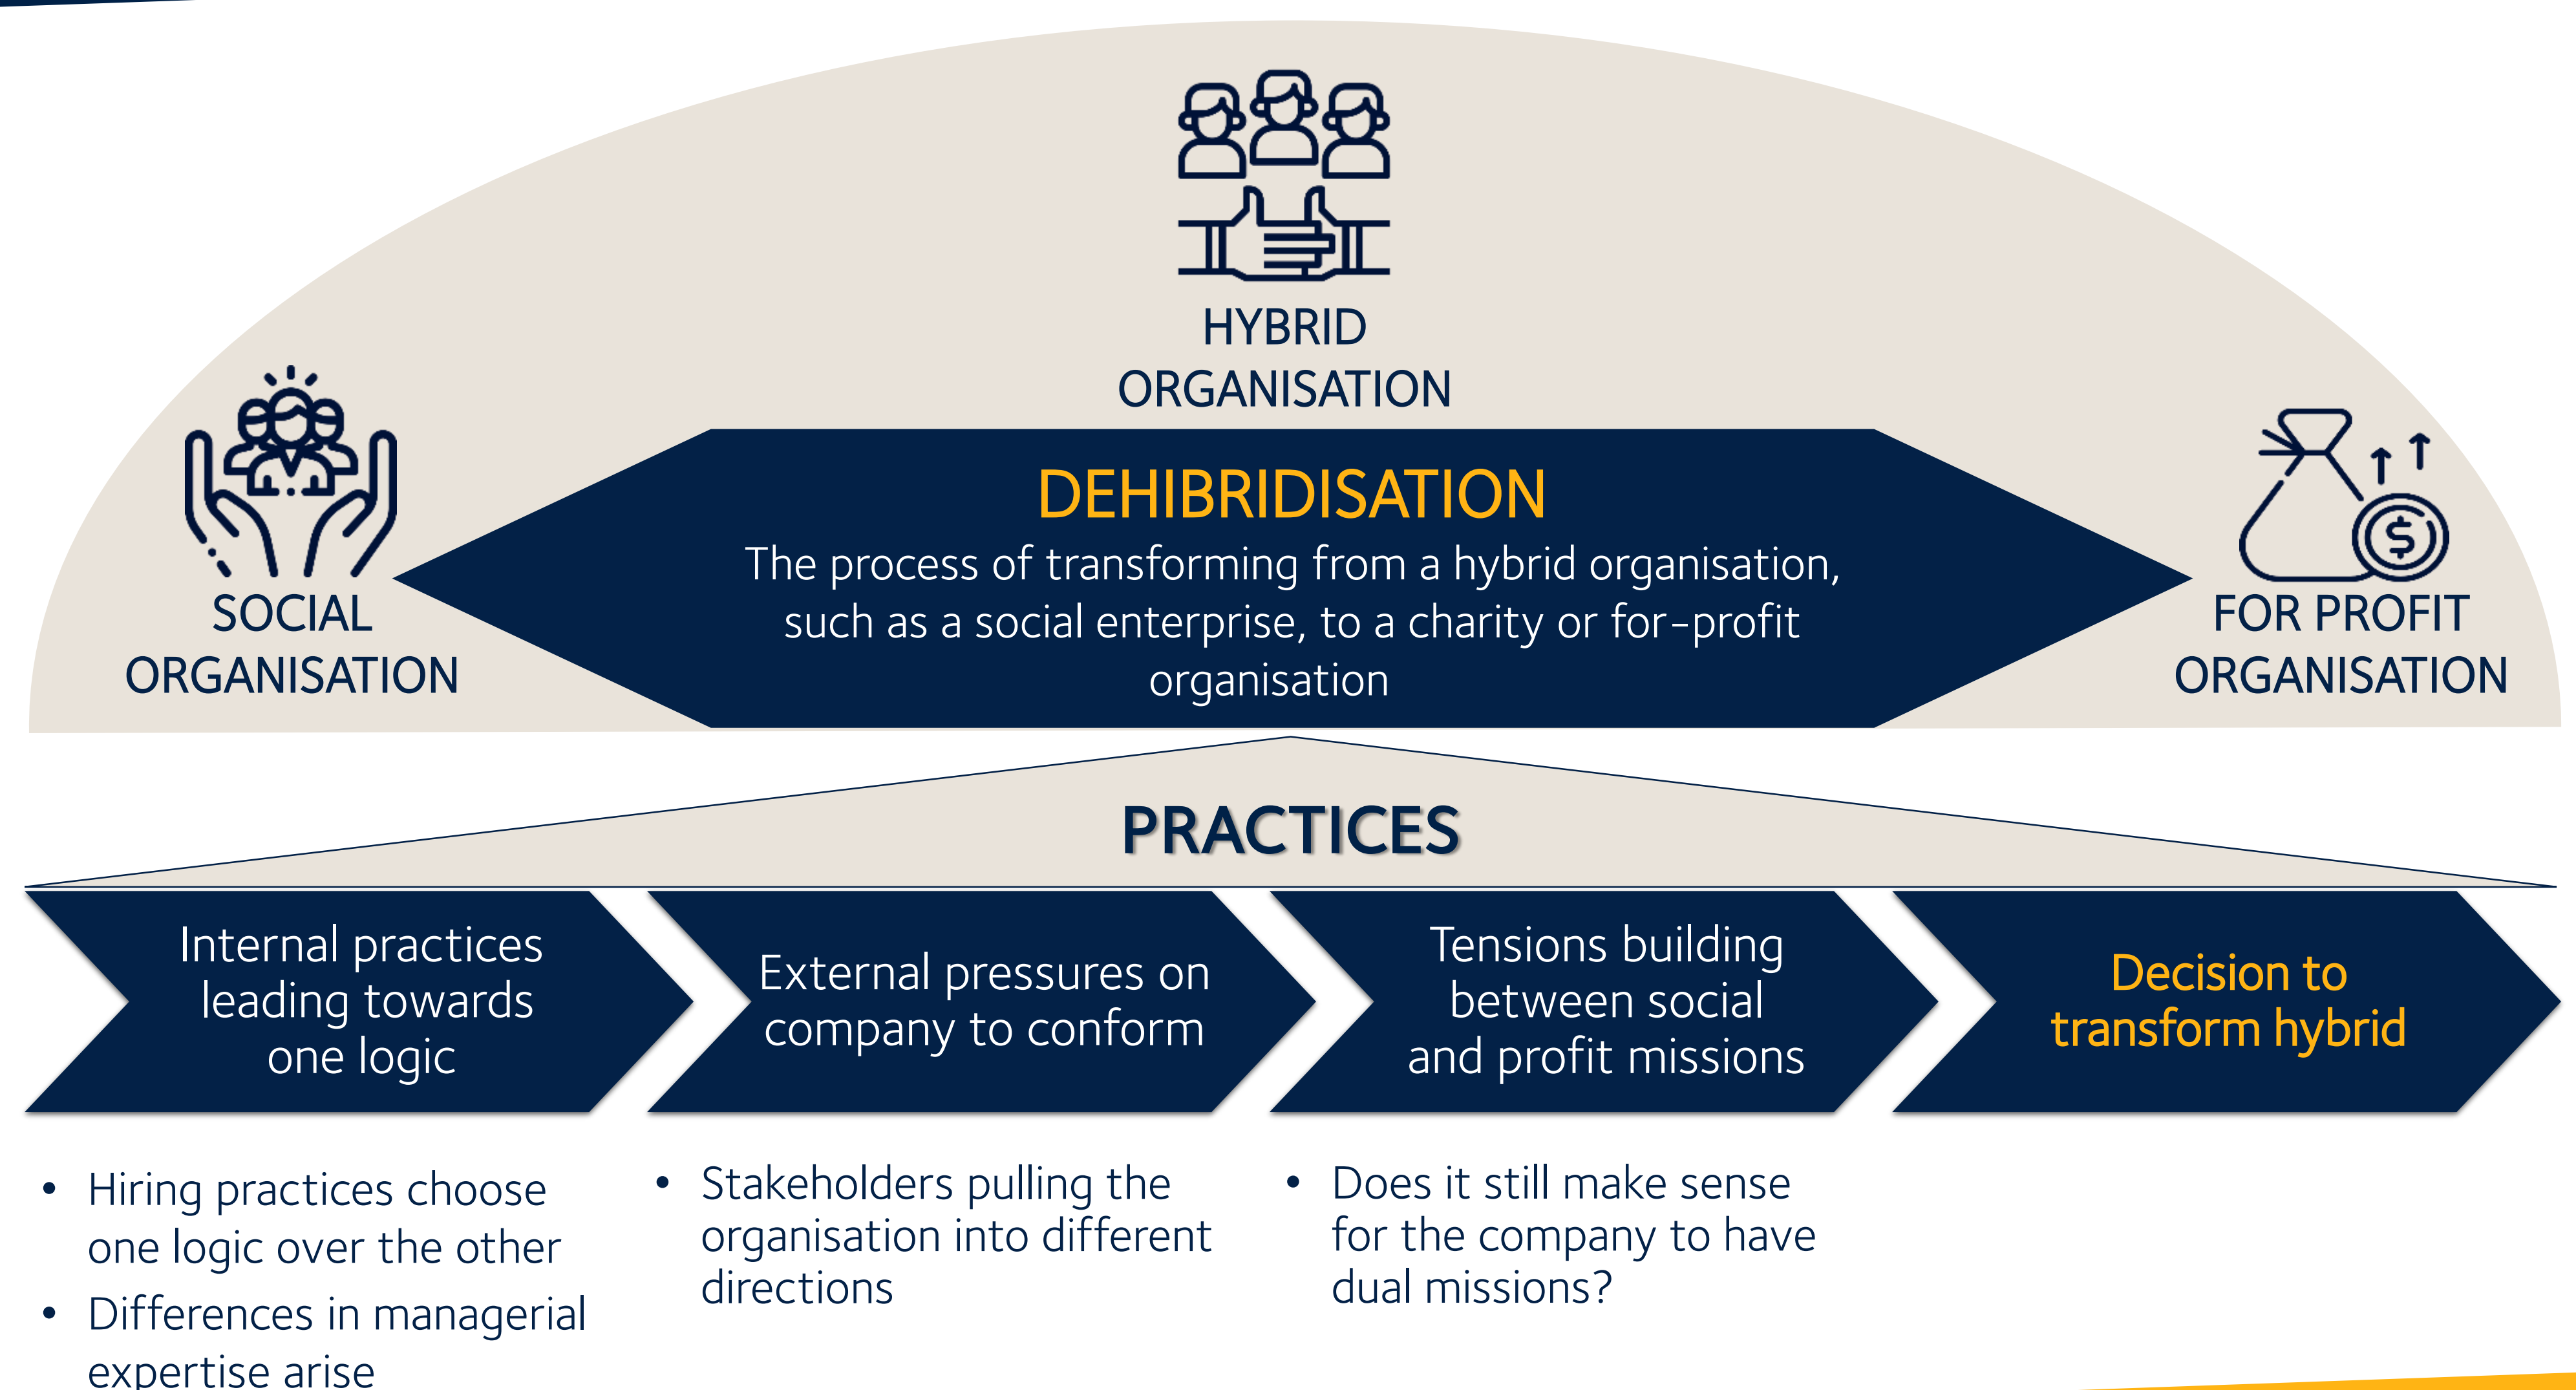 HYBRID
ORGANISATION
SOCIAL
ORGANISATION
DEHIBRIDISATION
The process of transforming from a hybrid organisation,
such as a social enterprise, to a charity or for-profit
organisation
$
FOR PROFIT
ORGANISATION
PRACTICES
Internal practices
leading towards
one logic
External pressures on
company to conform
Tensions building
between social
and profit missions
Decision to
transform hybrid
• Hiring practices choose
one logic over the other
• Differences in managerial
expertise arise
• Stakeholders pulling the
organisation into different
directions
• Does it still make sense
for the company to have
dual missions?